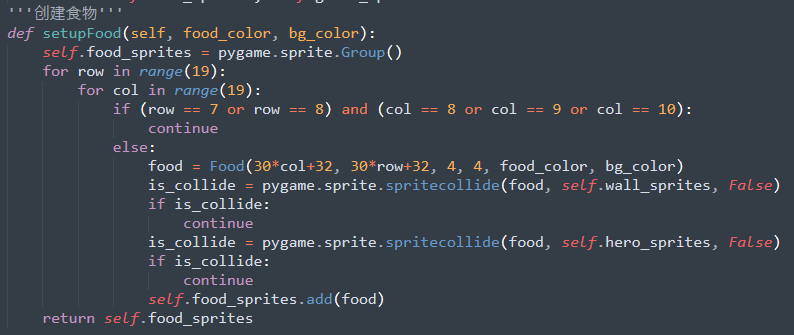 '''创建食物'''
def setupFood(self, food_color, bg_color):
    self.food_sprites = pygame.sprite.Group()
    for row in range(19):
        for col in range(19):
            if (row == 7 or row == 8) and (col == 8 or col == 9 or col == 10):
                continue
            else:
                food = Food(30*col+32, 30*row+32, 4, 4, food_color, bg_color)
                is_collide = pygame.sprite.spritecollide(food, self.wall_sprites, False)
                if is_collide:
                    continue
                is_collide = pygame.sprite.spritecollide(food, self.hero_sprites, False)
                if is_collide:
                    continue
                self.food_sprites.add(food)
    return self.food_sprites